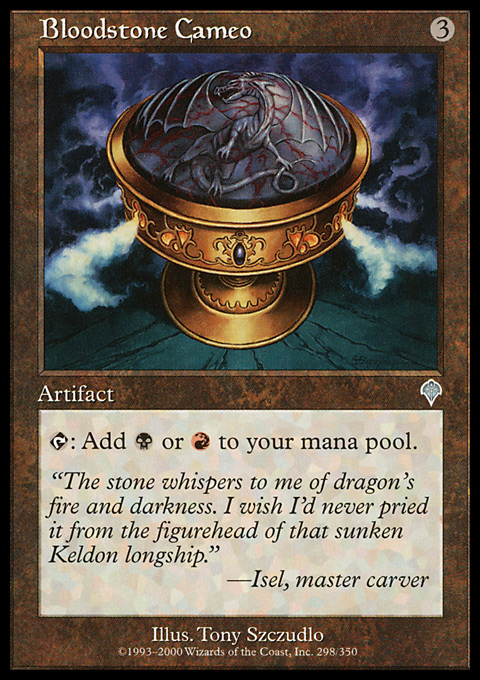 Bloodstone Cameo
3
Artifact
: Add or to your mana pool.
“The stone whispers to me of dragon’s
fire and darkness. I wish I’d never pried
it from the figurehead of that sunken
Keldon longship.”
—Isel, master carver
Illus. Tony Szczudlo
©1993–2000 Wizards of the Coast, Inc. 298/350